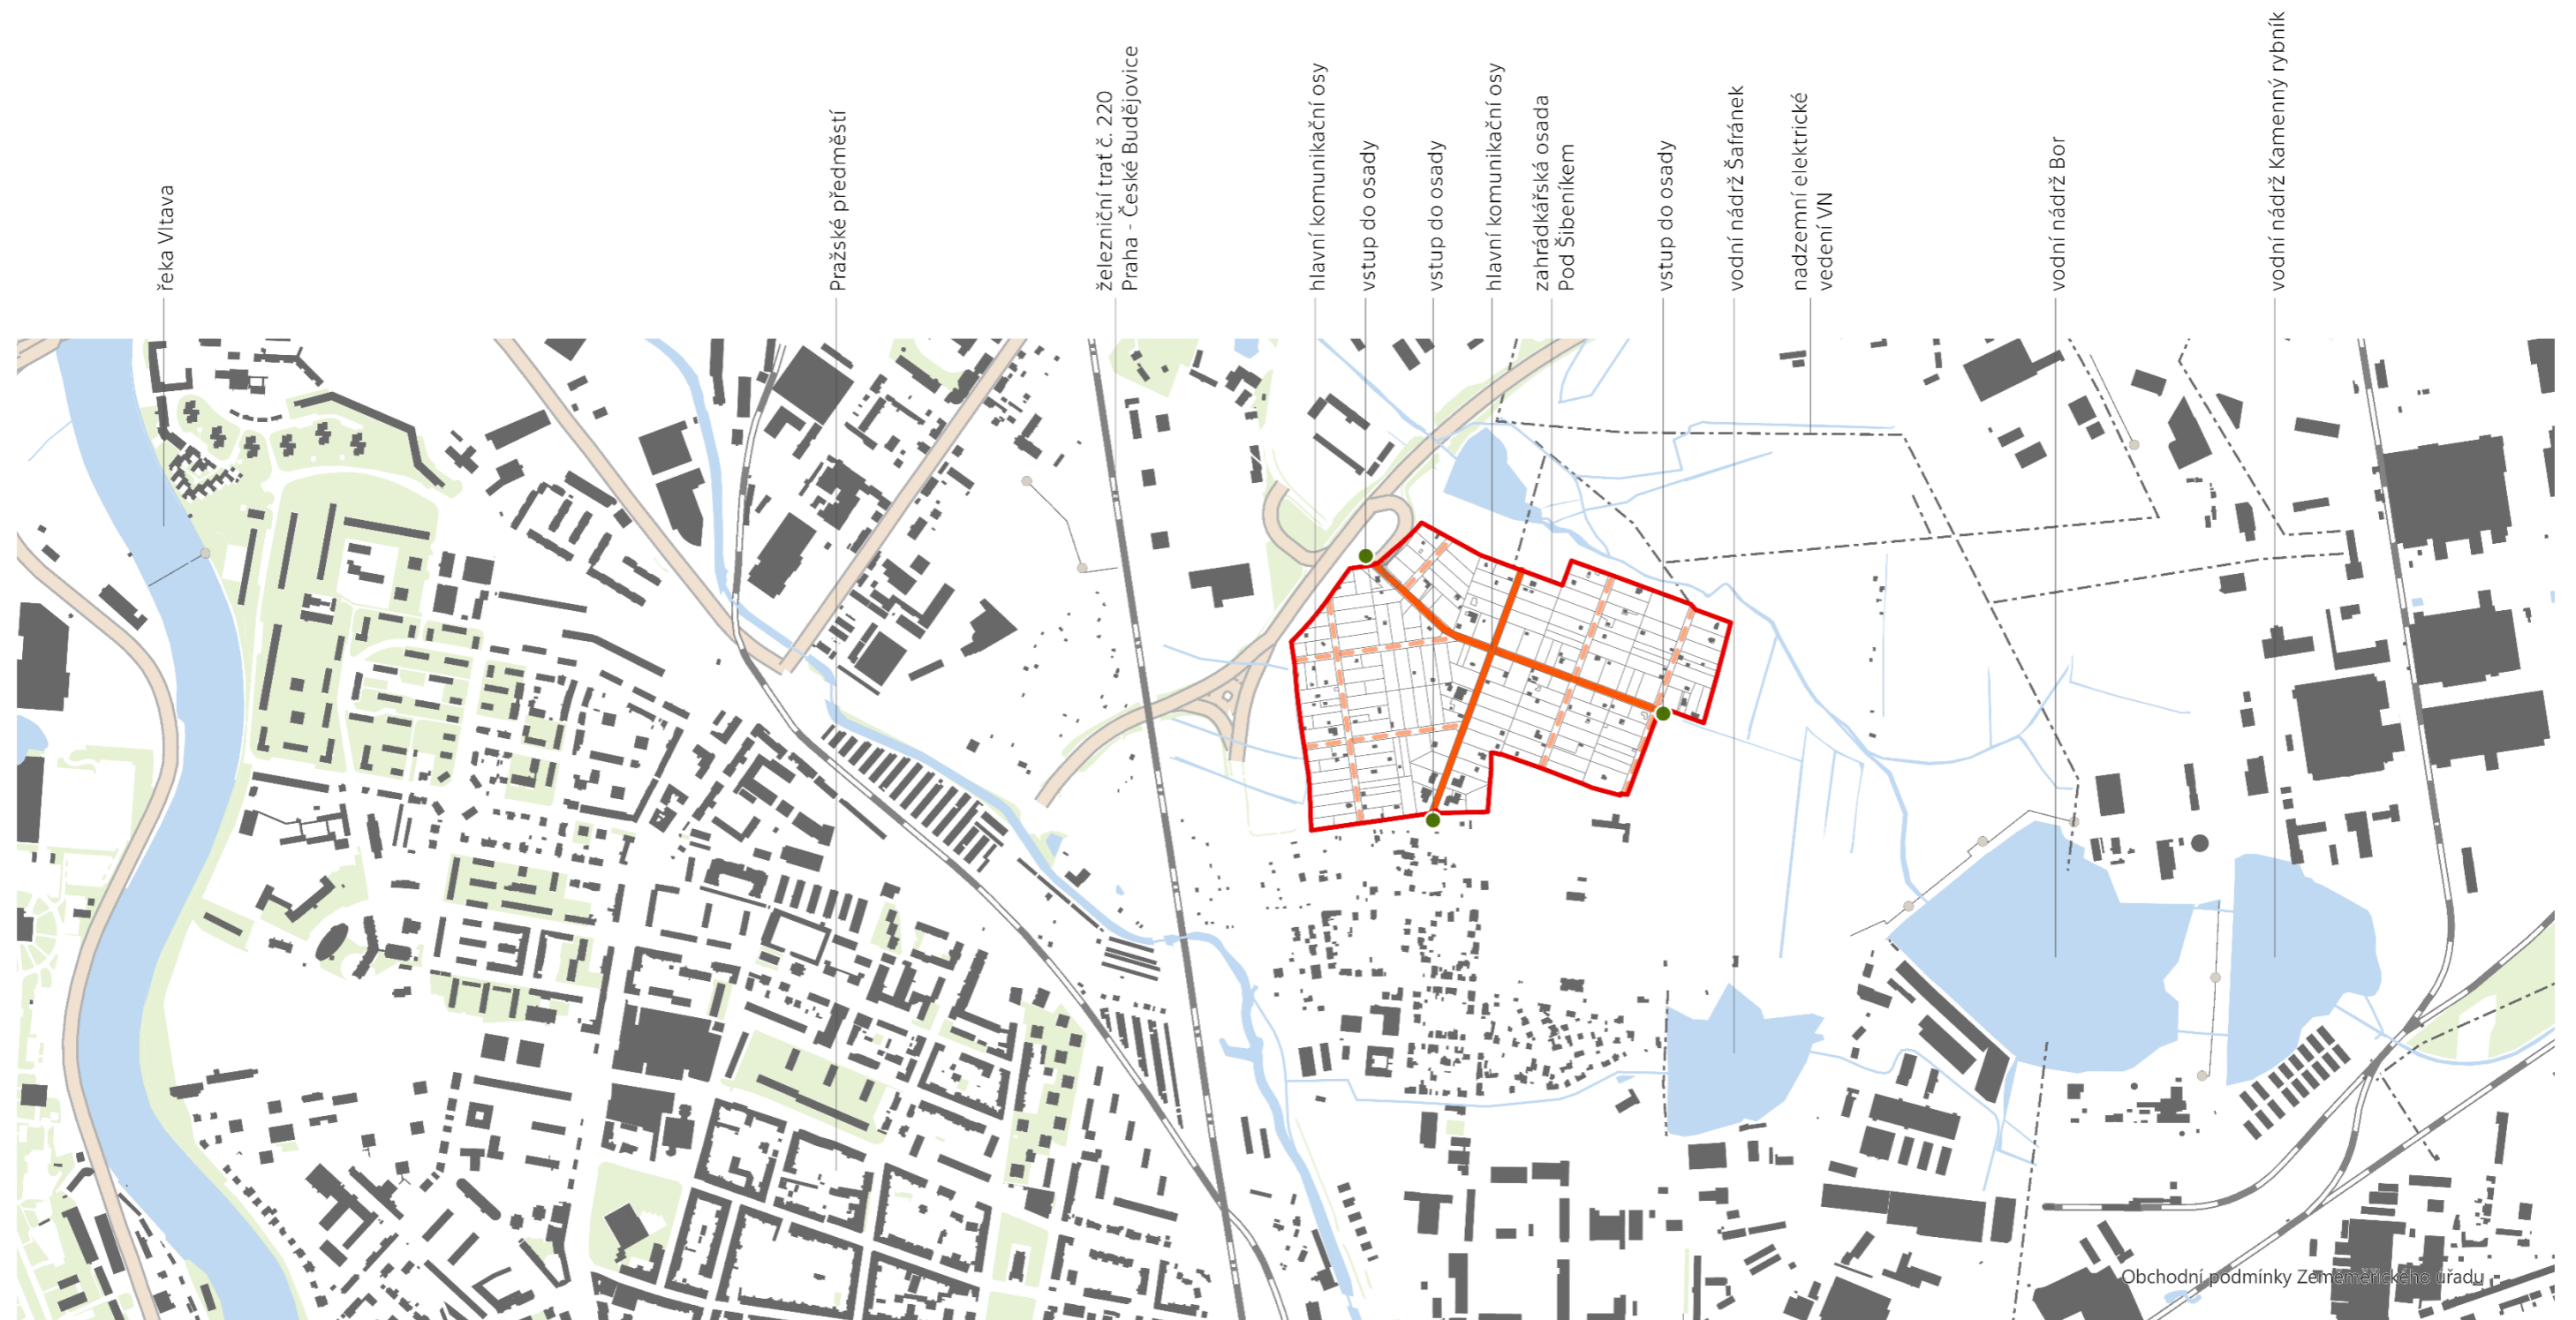 řeka Vltava
Pražské předměstí
železniční trať č. 220
Praha - České Budějovice
hlavní komunikační osy
vstup do osady
vstup do osady
hlavní komunikační osy
zahrádkářská osada
Pod Šibeníkem
vstup do osady
vodní nádrž Šafránek
nadzemní elektrické
vedení VN
vodní nádrž Bor
vodní nádrž Kamenný rybník
Obchodní podmínky Zeměměřického úřadu